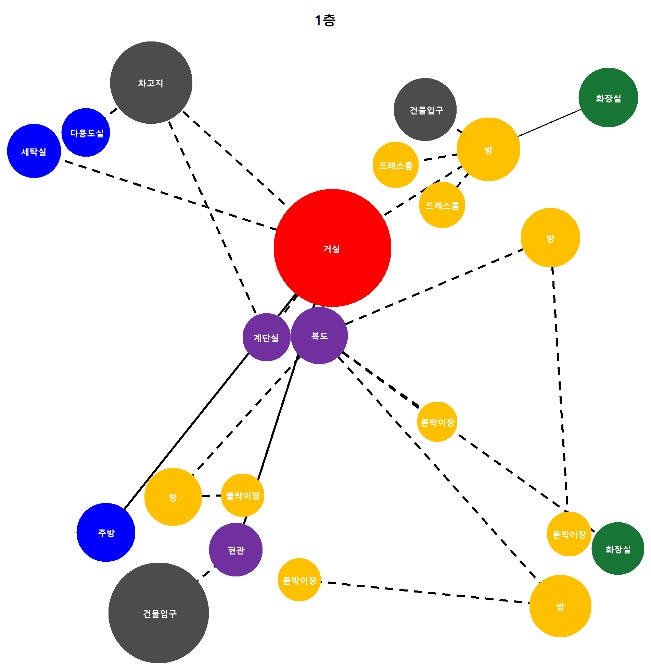 1층
차고지
건물입구
화장실
다용도실
세탁실
방
드레스룸
드레스룸
방
거실
계단실
복도
붙박이장
방
붙박이장
주방
현관
붙박이장
화장실
붙박이장
방
건물입구